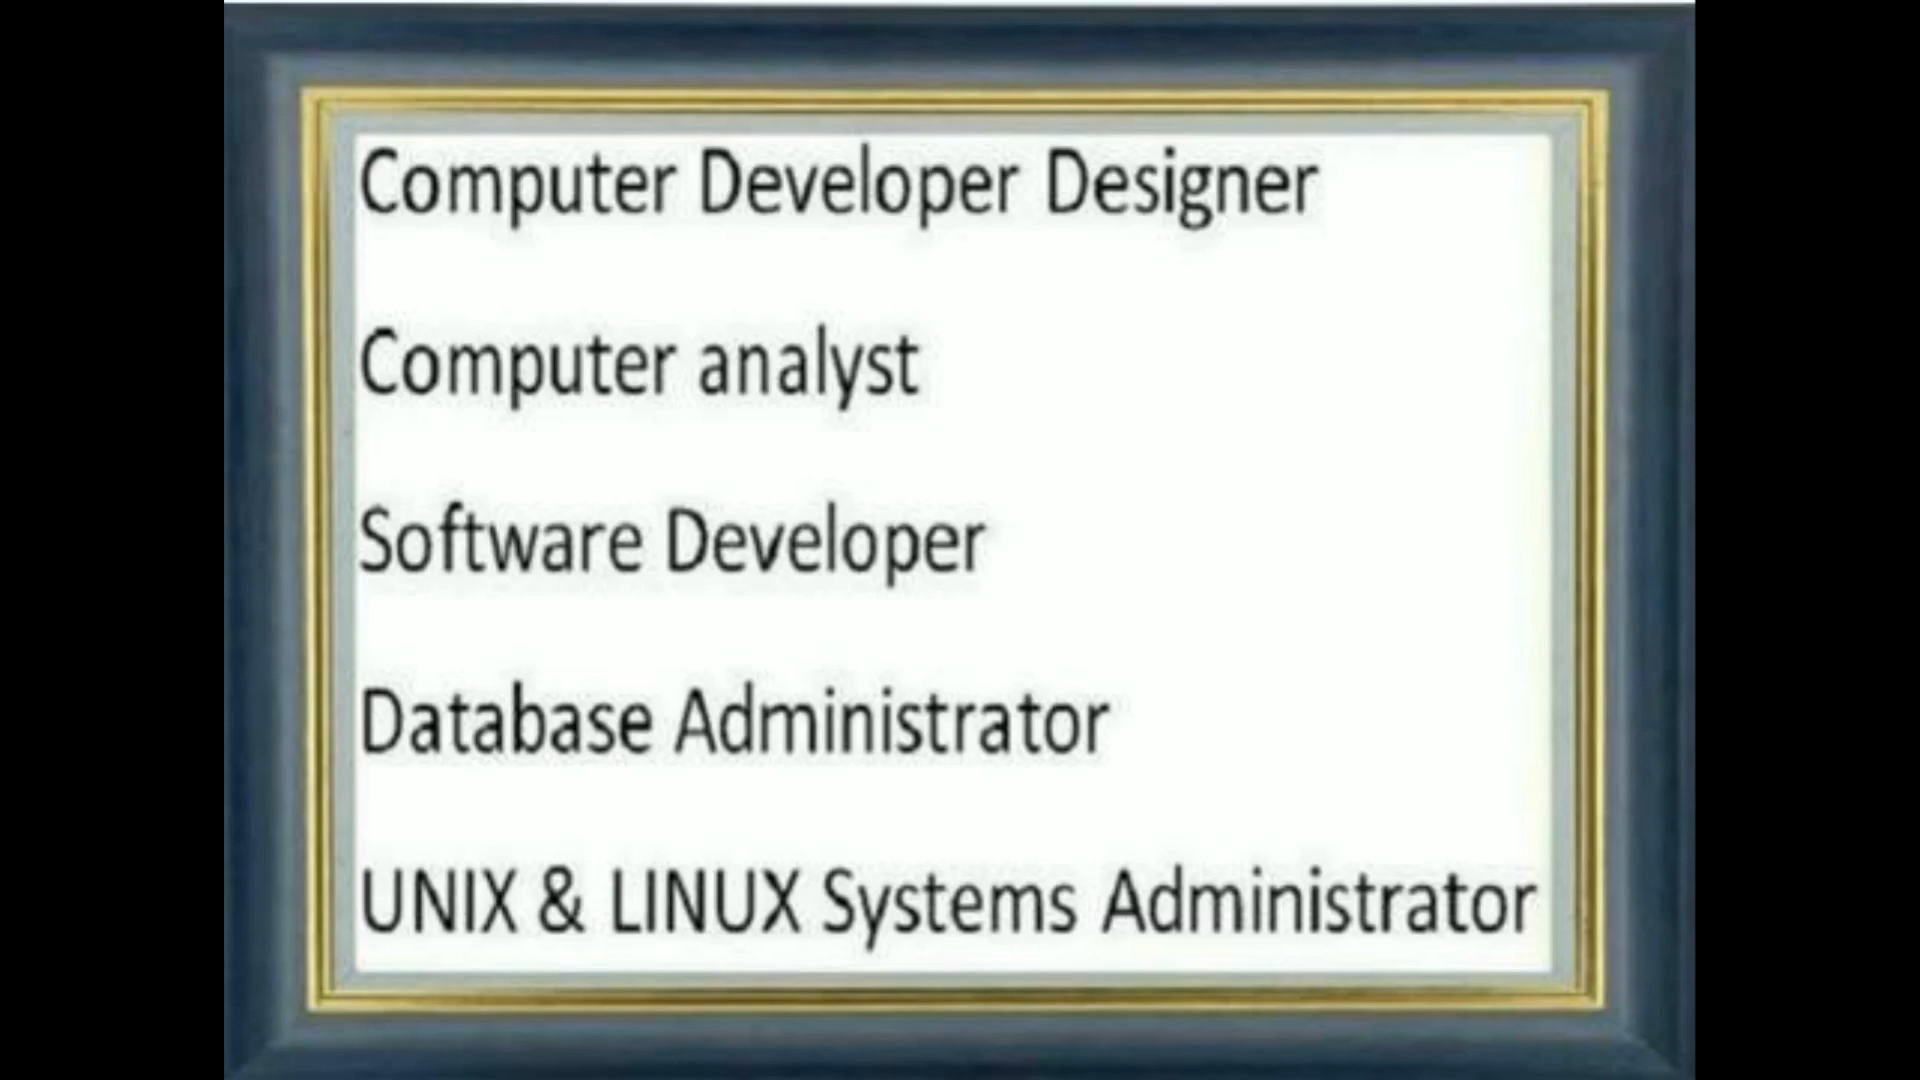 Computer Developer Designer
Computer analyst
Software Developer
Database Administrator
UNIX & LINUX Systems Administrator